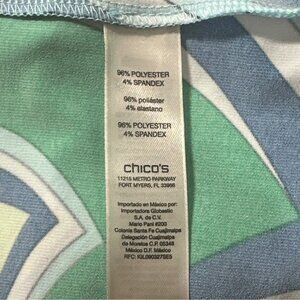 96% POLYESTER
4% SPANDEX
96% poliéster
4% elastano
96% POLYESTER
4% SPANDEX
chico's
11215 METRO PARKWAY
FORT MYERS, FL 33966
Importado en México por:
Importadora Globastic
S.A. de C.V.
Mario Pani #200
Colonia Santa Fe Cuajimalpa
Delegación Cuajimalpa
de Morelos C.P. 05348
México D.F. México